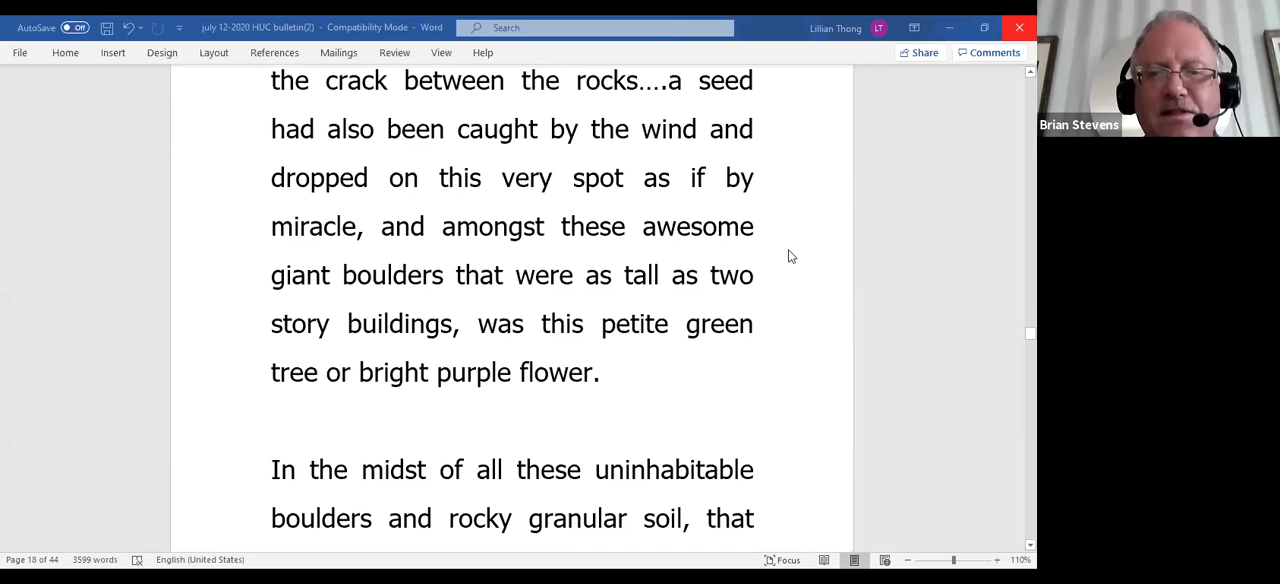 AutoSave Off july 12-2020 HUC bulletin(2) - Compatibility Mode - Word Search Lillian Thong LT
File Home Insert Design Layout References Mailings Review View Help Share Comments
the crack between the rocks….a seed
had also been caught by the wind and
dropped on this very spot as if by
miracle, and amongst these awesome
giant boulders that were as tall as two
story buildings, was this petite green
tree or bright purple flower.
In the midst of all these uninhabitable
boulders and rocky granular soil, that
Page 18 of 44 3599 words English (United States) Focus 110%
Brian Stevens